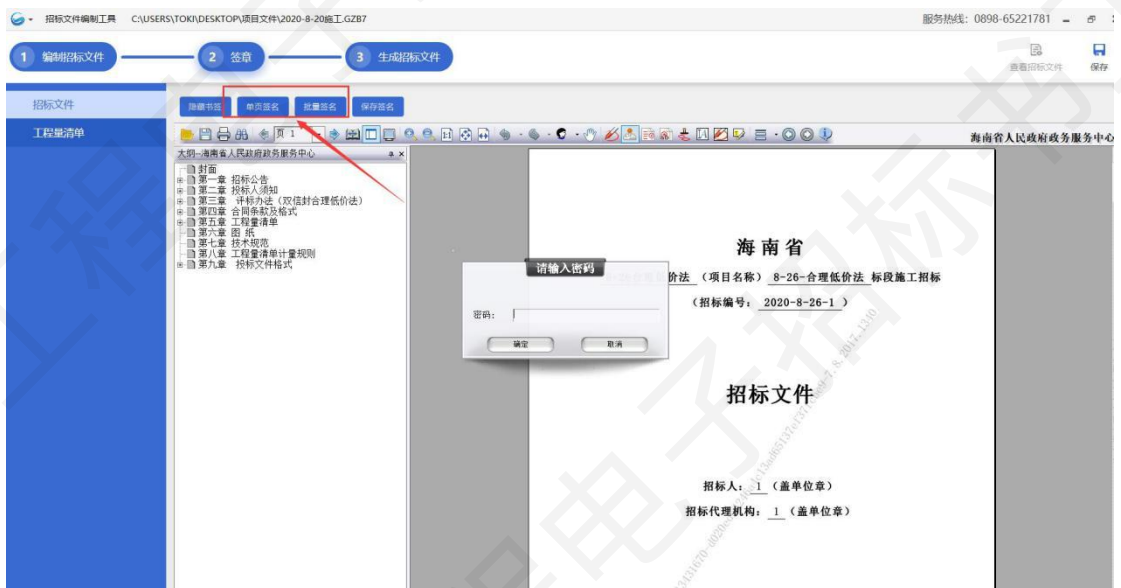 招标文件编制工具 C:\USERS\TOKI\DESKTOP\项目文件\2020-8-20施工.GZB7
服务热线: 0898-65221781
1 编制招标文件
2 签章
3 生成招标文件
查看招标文件
保存
招标文件
工程量清单
隐藏书签 单页签名 批量签名 保存签名
页 1
海南省人民政府政务服务中心
大纲--海南省人民政府政务服务中心
封面
第一章 招标公告
第二章 投标人须知
第三章 评标办法（双信封合理低价法）
第四章 合同条款及格式
第五章 工程量清单
第六章 图 纸
第七章 技术规范
第八章 工程量清单计量规则
第九章 投标文件格式
请输入密码
密码:
确定 取消
海南省
价法 （项目名称） 8-26-合理低价法 标段施工招标
（招标编号: 2020-8-26-1 ）
招标文件
招标人: 1 （盖单位章）
招标代理机构: 1 （盖单位章）